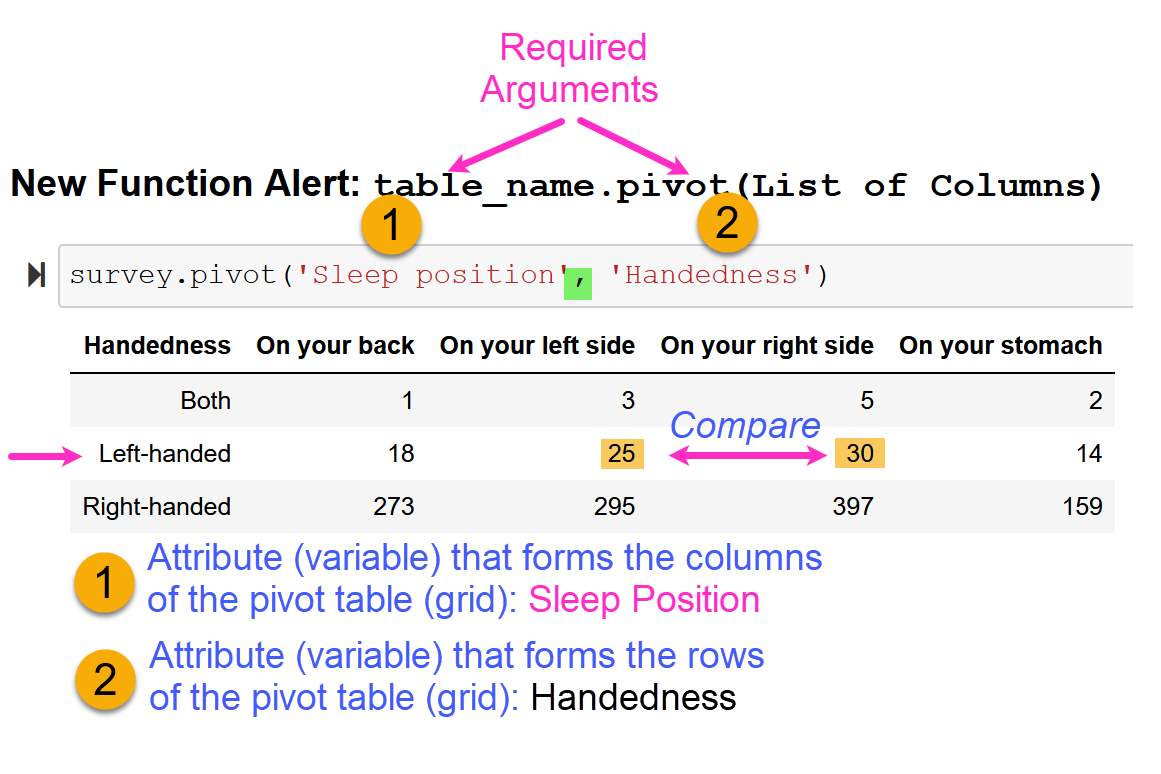 Required
Arguments
New Function Alert: table_name.pivot(List of Columns)
1 2
survey.pivot('Sleep position', 'Handedness')
Handedness On your back On your left side On your right side On your stomach
Both 1 3 5 2
Compare
Left-handed 18 25 30 14
Right-handed 273 295 397 159
1 Attribute (variable) that forms the columns
of the pivot table (grid): Sleep Position
2 Attribute (variable) that forms the rows
of the pivot table (grid): Handedness